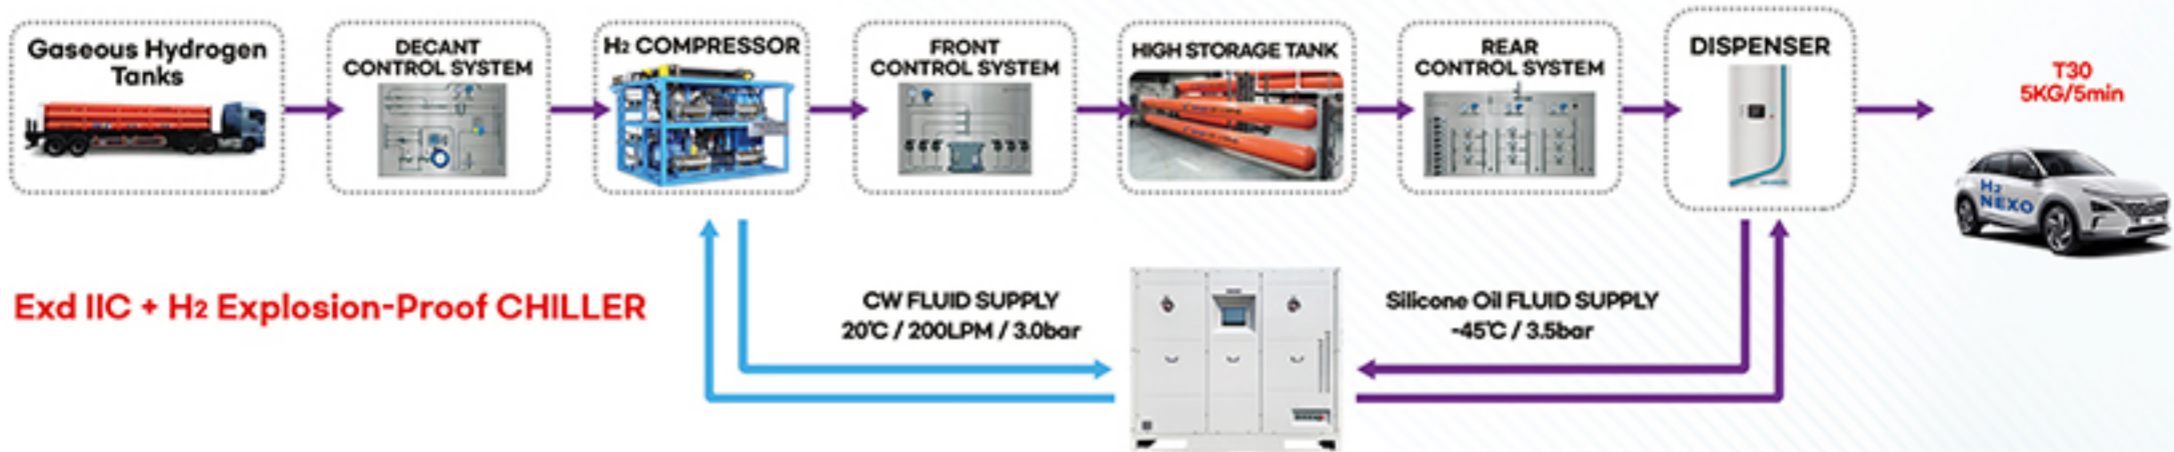 Gaseous Hydrogen
Tanks
DECANT
CONTROL SYSTEM
H2 COMPRESSOR
FRONT
CONTROL SYSTEM
HIGH STORAGE TANK
REAR
CONTROL SYSTEM
DISPENSER
T30
5KG/5min
H2
NEXO
Exd IIC + H2 Explosion-Proof CHILLER
CW FLUID SUPPLY
20℃ / 200LPM / 3.0bar
Silicone Oil FLUID SUPPLY
-45℃ / 3.5bar